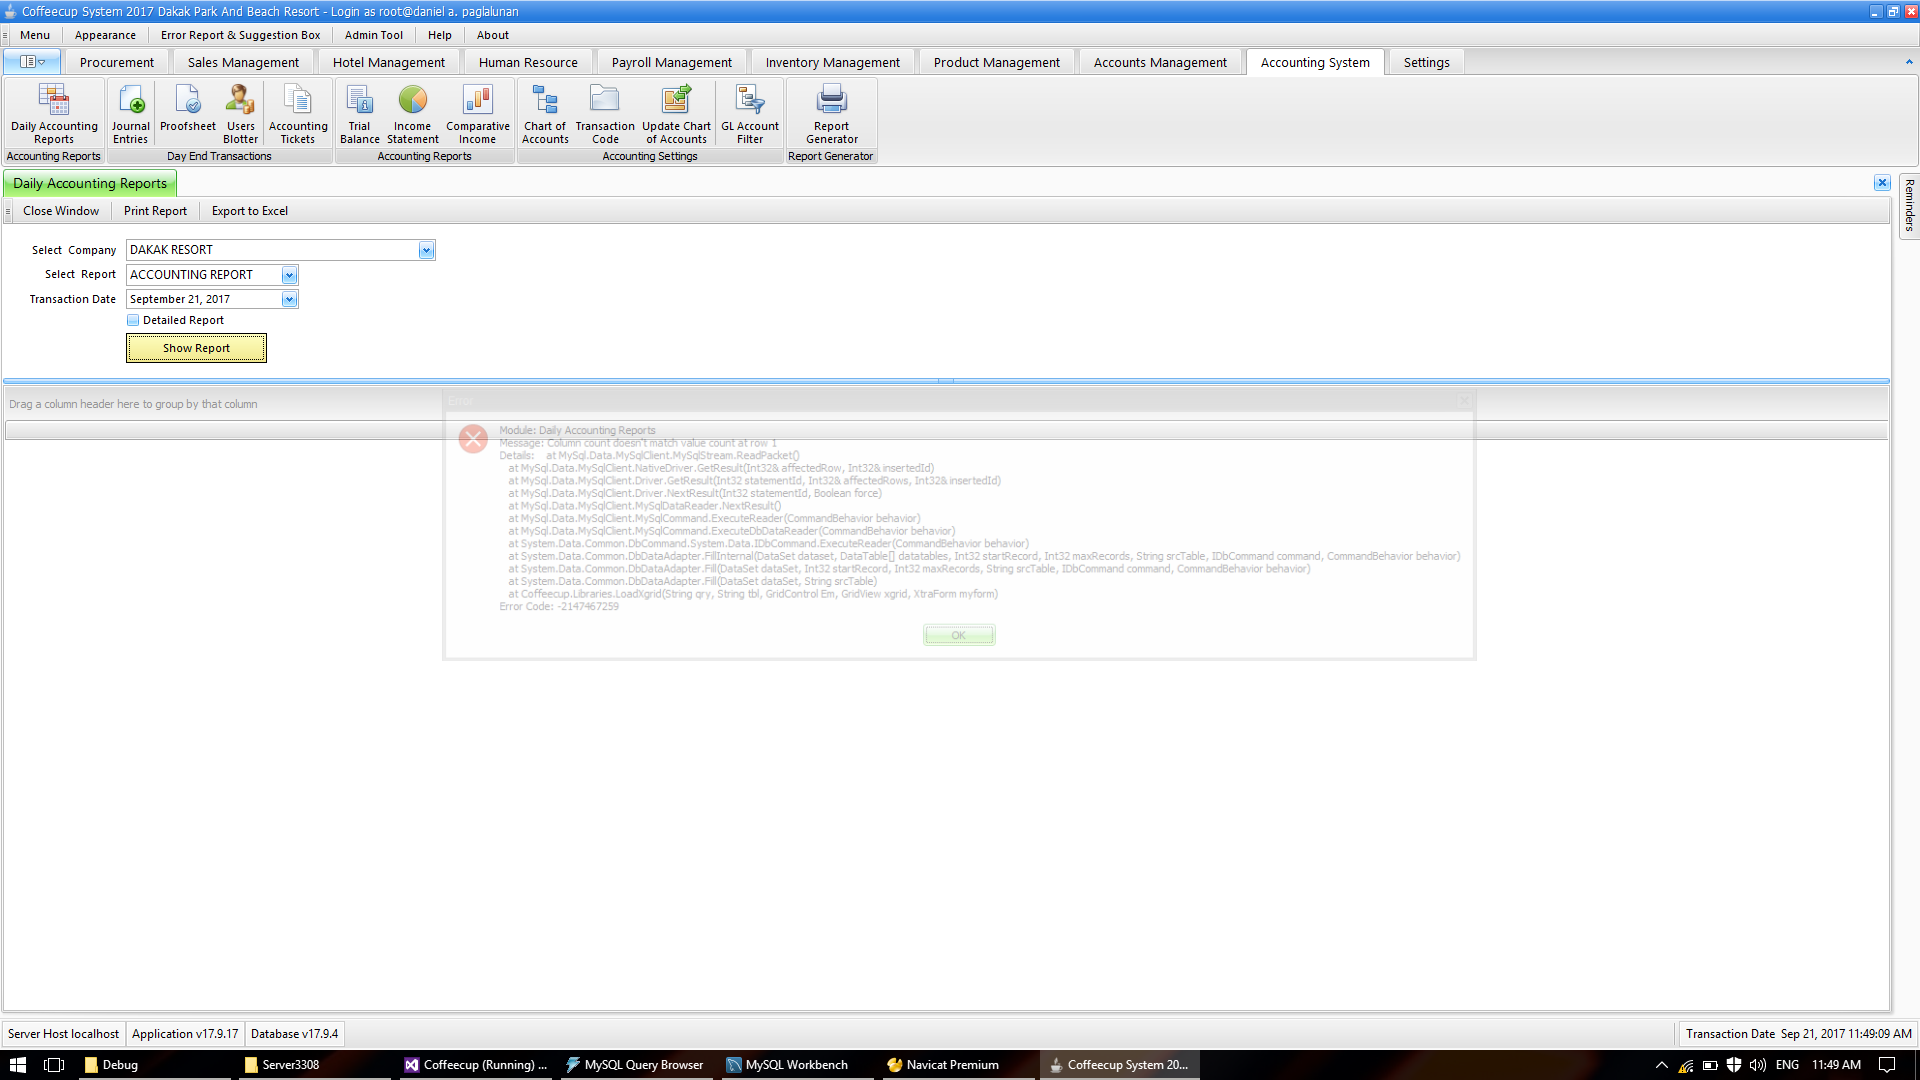 Coffeecup System 2017 Dakak Park And Beach Resort - Login as root@daniel a. paglalunan
Menu Appearance Error Report & Suggestion Box Admin Tool Help About
Procurement Sales Management Hotel Management Human Resource Payroll Management Inventory Management Product Management Accounts Management Accounting System Settings
Daily Accounting Reports
Journal Entries
Proofsheet
Users Blotter
Accounting Tickets
Trial Balance
Income Statement
Comparative Income
Chart of Accounts
Transaction Code
Update Chart of Accounts
GL Account Filter
Report Generator
Accounting Reports Day End Transactions Accounting Reports Accounting Settings Report Generator
Daily Accounting Reports
Reminders
Close Window Print Report Export to Excel
Select Company DAKAK RESORT
Select Report ACCOUNTING REPORT
Transaction Date September 21, 2017
Detailed Report
Show Report
Drag a column header here to group by that column
Error
Module: Daily Accounting Reports
Message: Column count doesn't match value count at row 1
Details: at MySql.Data.MySqlClient.MySqlStream.ReadPacket()
at MySql.Data.MySqlClient.NativeDriver.GetResult(Int32& affectedRow, Int32& insertedId)
at MySql.Data.MySqlClient.Driver.GetResult(Int32 statementId, Int32& affectedRows, Int32& insertedId)
at MySql.Data.MySqlClient.Driver.NextResult(Int32 statementId, Boolean force)
at MySql.Data.MySqlClient.MySqlDataReader.NextResult()
at MySql.Data.MySqlClient.MySqlCommand.ExecuteReader(CommandBehavior behavior)
at MySql.Data.MySqlClient.MySqlCommand.ExecuteDbDataReader(CommandBehavior behavior)
at System.Data.Common.DbCommand.System.Data.IDbCommand.ExecuteReader(CommandBehavior behavior)
at System.Data.Common.DbDataAdapter.FillInternal(DataSet dataset, DataTable[] datatables, Int32 startRecord, Int32 maxRecords, String srcTable, IDbCommand command, CommandBehavior behavior)
at System.Data.Common.DbDataAdapter.Fill(DataSet dataSet, Int32 startRecord, Int32 maxRecords, String srcTable, IDbCommand command, CommandBehavior behavior)
at System.Data.Common.DbDataAdapter.Fill(DataSet dataSet, String srcTable)
at Coffeecup.Libraries.LoadXgrid(String qry, String tbl, GridControl Em, GridView xgrid, XtraForm myform)
Error Code: -2147467259
OK
Server Host localhost Application v17.9.17 Database v17.9.4 Transaction Date Sep 21, 2017 11:49:09 AM
Debug Server3308 Coffeecup (Running) ... MySQL Query Browser MySQL Workbench Navicat Premium Coffeecup System 20... ENG 11:49 AM